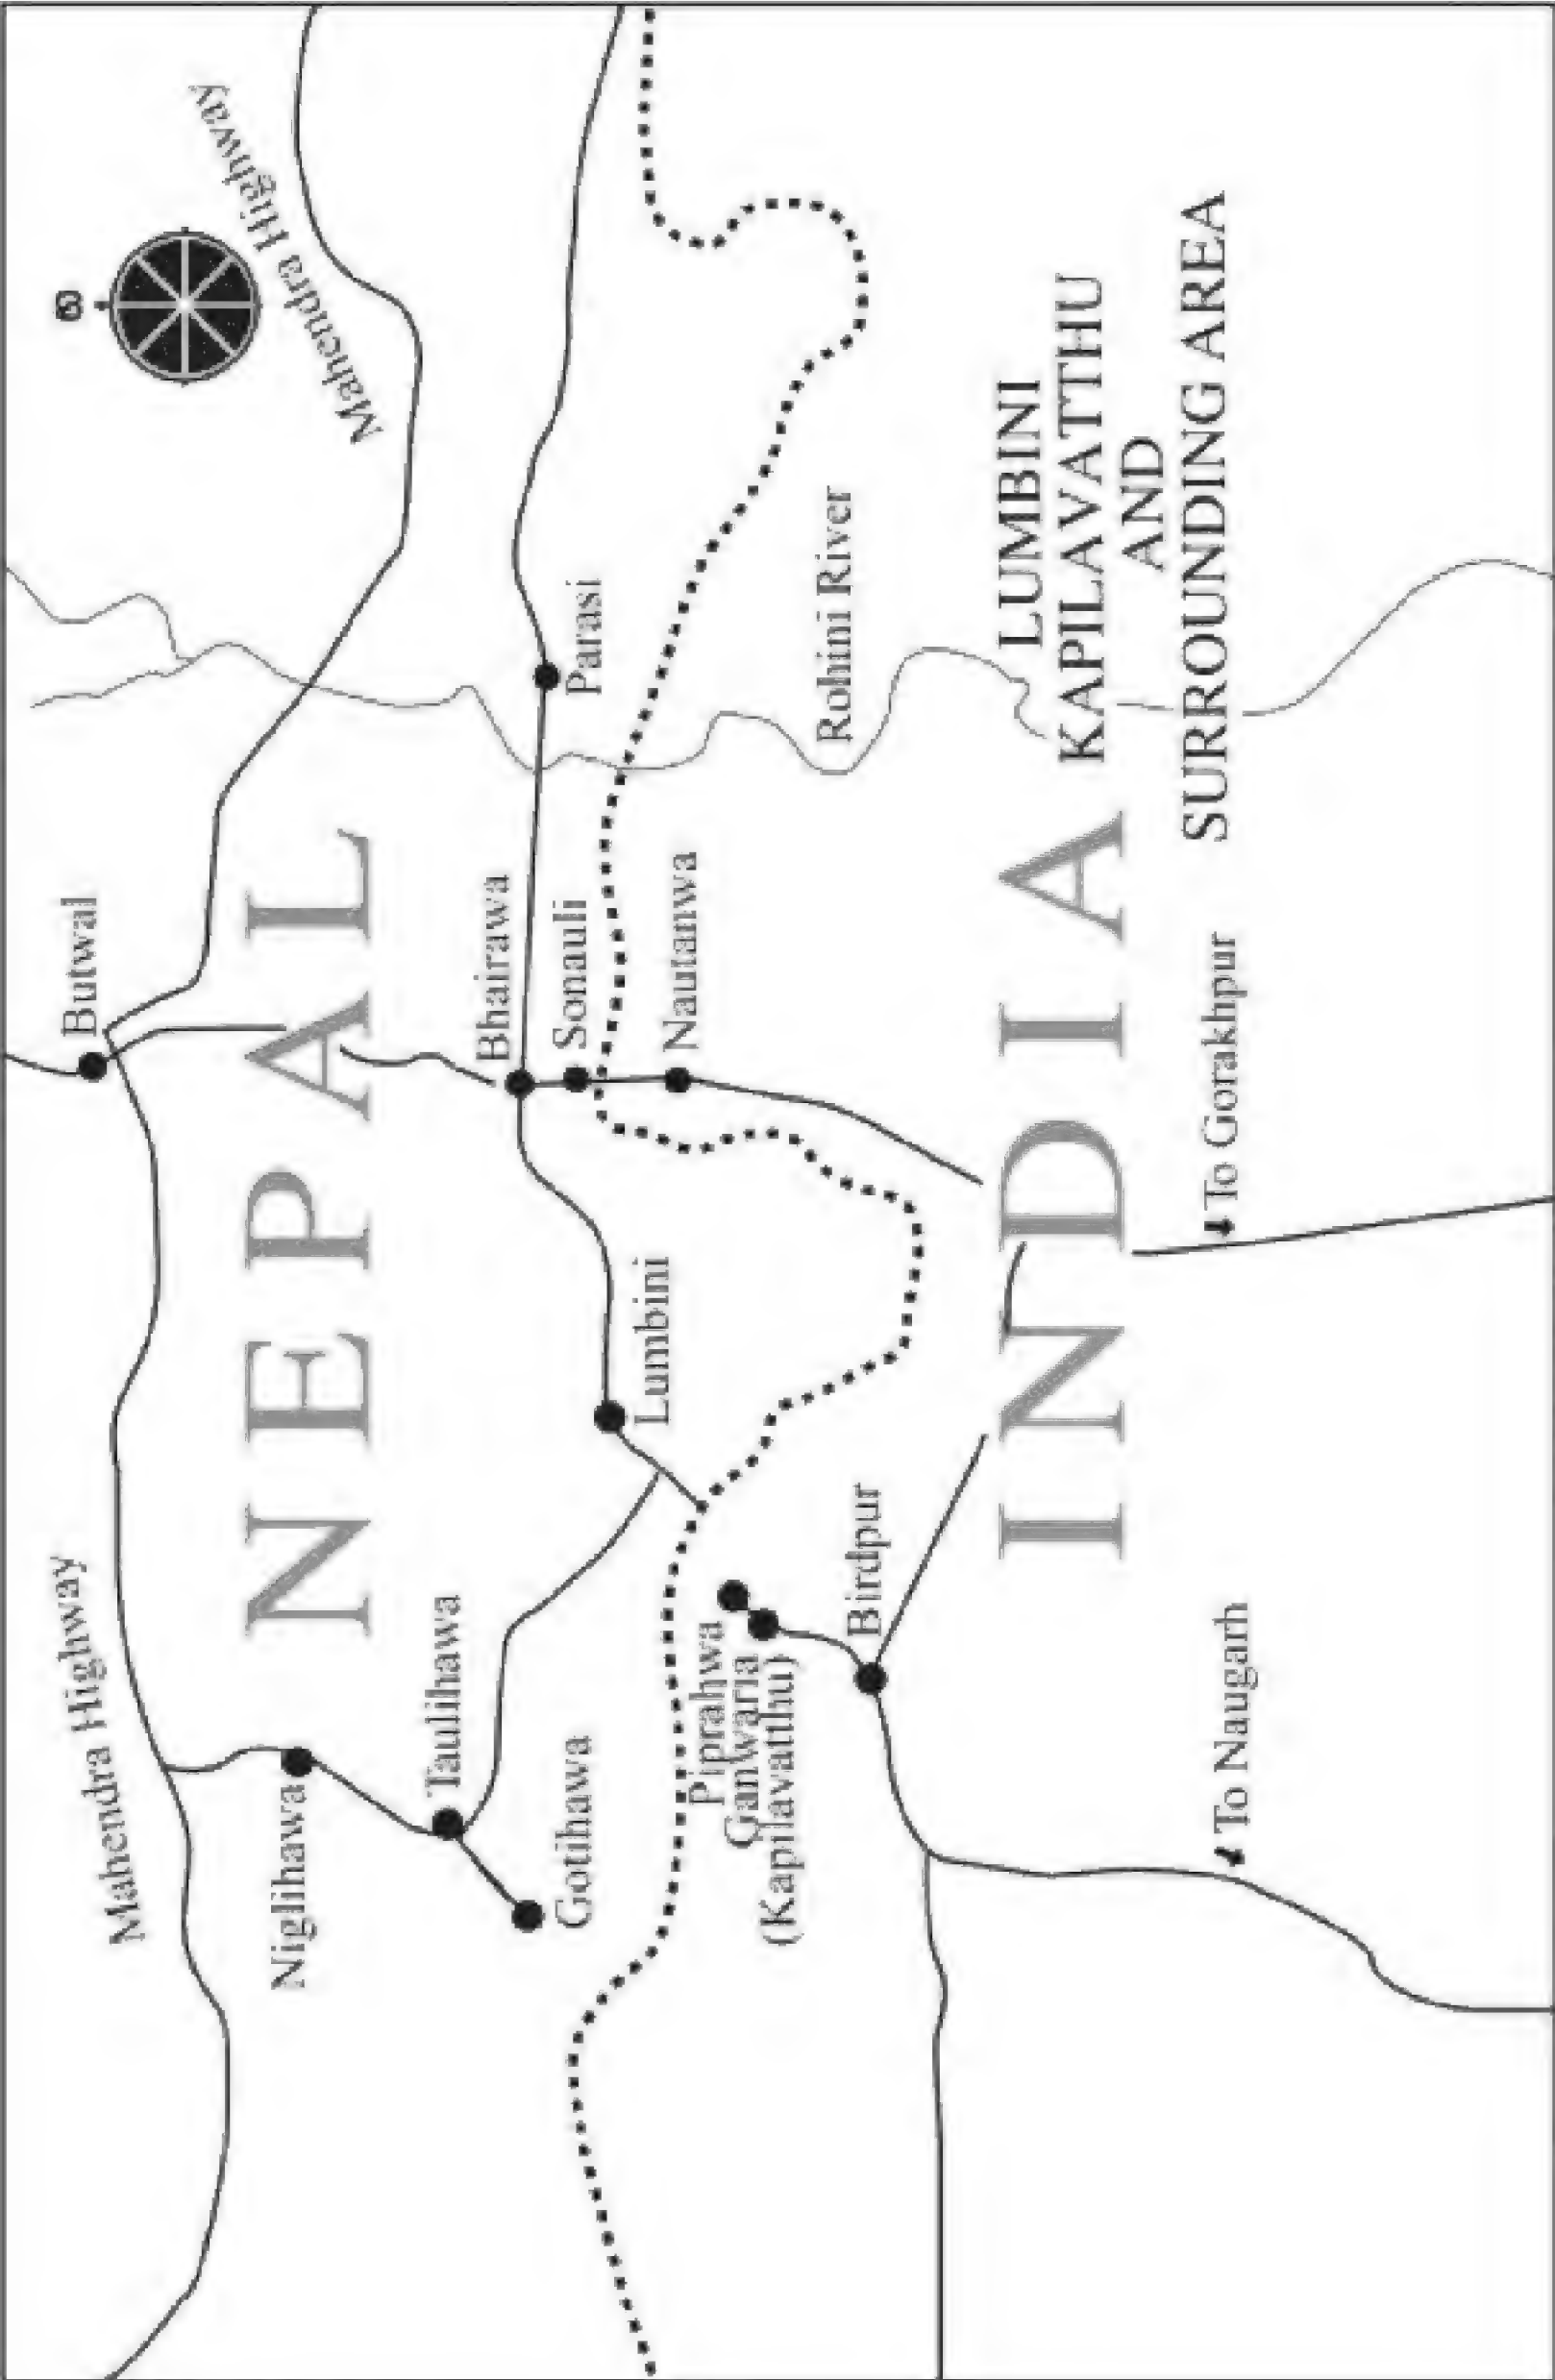 Mahendra Highway
Butwal
Mahendra Highway
NEPAL
Niglihawa
Taulihawa
Gotihawa
Bhairawa
Sonauli
Parasi
Lumbini
Nautanwa
Piprahwa
Ganwaria
(Kapilavatthu)
Birdpur
Rohini River
INDIA
LUMBINI
KAPILAVATTHU
AND
SURROUNDING AREA
To Naugarh
To Gorakhpur